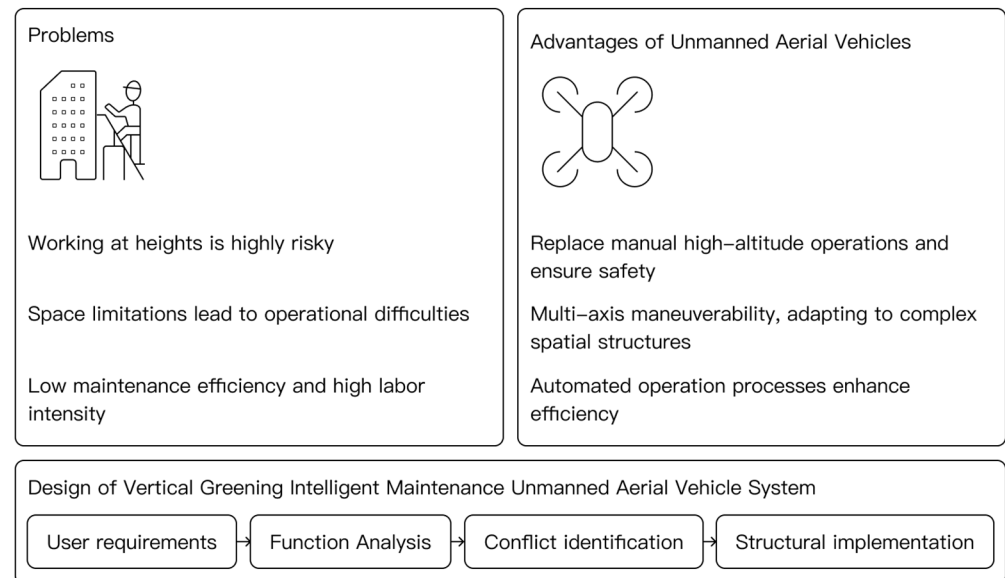 Problems
Working at heights is highly risky
Space limitations lead to operational difficulties
Low maintenance efficiency and high labor
intensity
Advantages of Unmanned Aerial Vehicles
Replace manual high-altitude operations and
ensure safety
Multi-axis maneuverability, adapting to complex
spatial structures
Automated operation processes enhance
efficiency
Design of Vertical Greening Intelligent Maintenance Unmanned Aerial Vehicle System
User requirements
Function Analysis
Conflict identification
Structural implementation